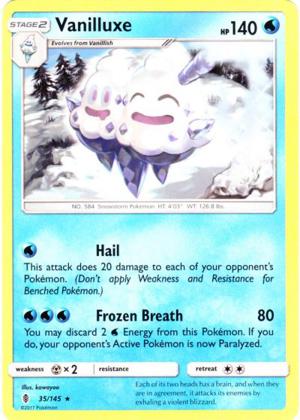 STAGE 2
Vanilluxe
HP 140
Evolves from Vanillish
NO. 584 Snowstorm Pokémon HT: 4'03" WT: 126.8 lbs.
Hail
This attack does 20 damage to each of your opponent's
Pokémon. (Don't apply Weakness and Resistance for
Benched Pokémon.)
Frozen Breath 80
You may discard 2 Energy from this Pokémon. If you do,
your opponent's Active Pokémon is now Paralyzed.
weakness × 2 resistance retreat
Illus. kawayoo
35/145 ★
©2017 Pokémon
Each of its two heads has a brain, and when
they are in agreement, it attacks its enemies by
exhaling a violent blizzard.